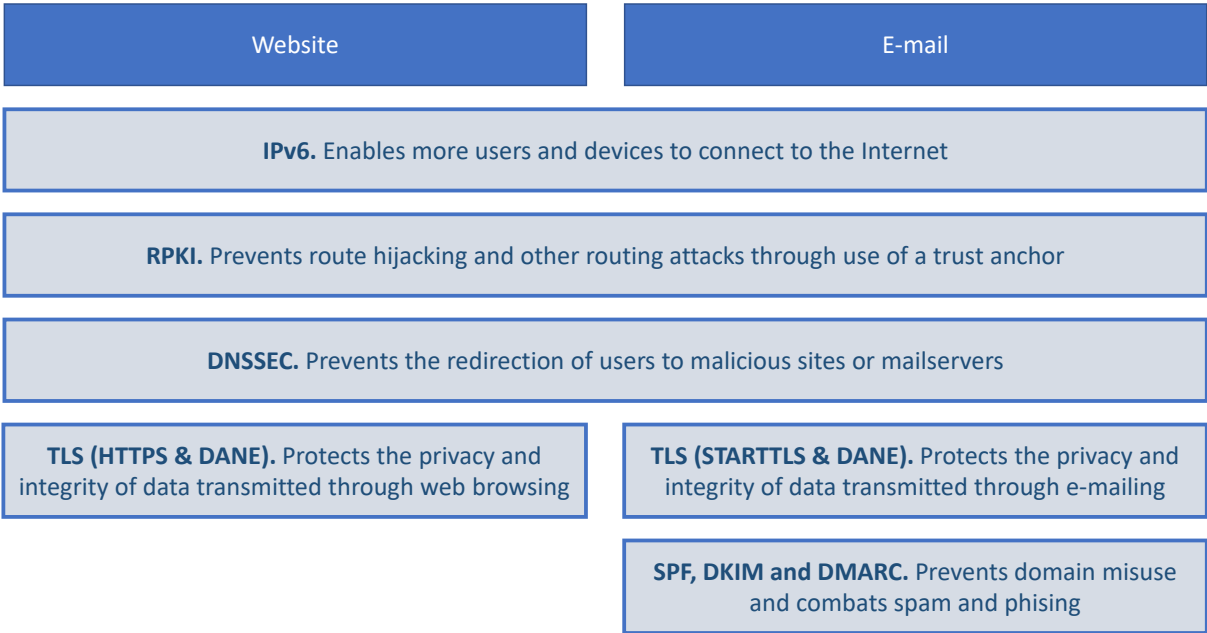 Website
E-mail
IPv6. Enables more users and devices to connect to the Internet
RPKI. Prevents route hijacking and other routing attacks through use of a trust anchor
DNSSEC. Prevents the redirection of users to malicious sites or mailservers
TLS (HTTPS & DANE). Protects the privacy and
integrity of data transmitted through web browsing
TLS (STARTTLS & DANE). Protects the privacy and
integrity of data transmitted through e-mailing
SPF, DKIM and DMARC. Prevents domain misuse
and combats spam and phising